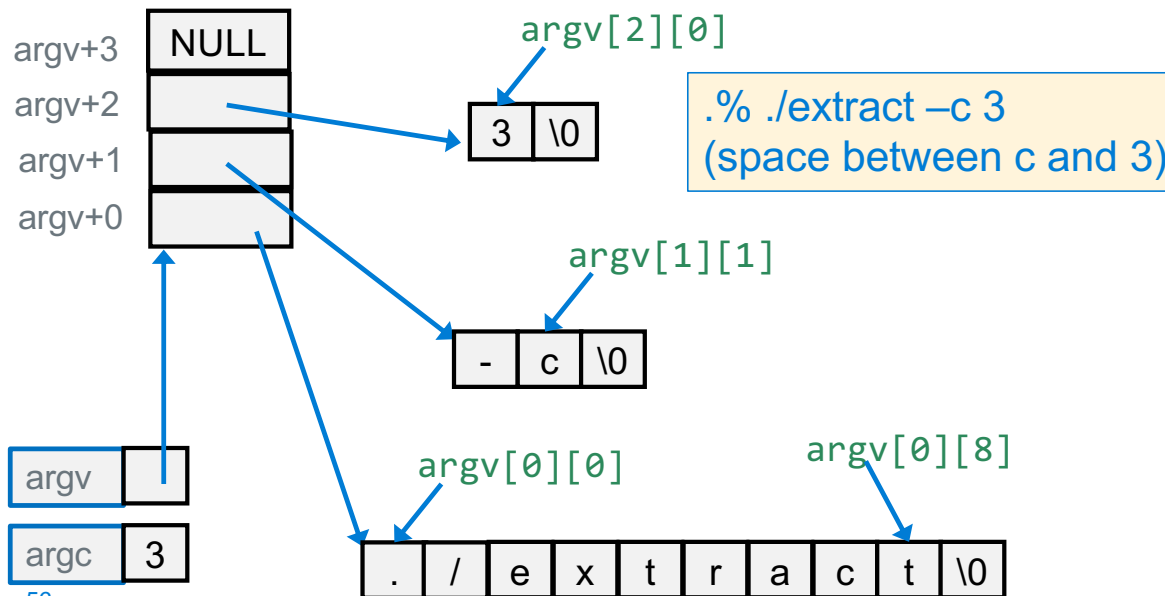 argv+3 NULL
argv[2][0]
argv+2
3 \0
.% ./extract –c 3
(space between c and 3)
argv+1
argv+0
argv[1][1]
- c \0
argv
argv[0][0]
argv[0][8]
argc 3
. / e x t r a c t \0